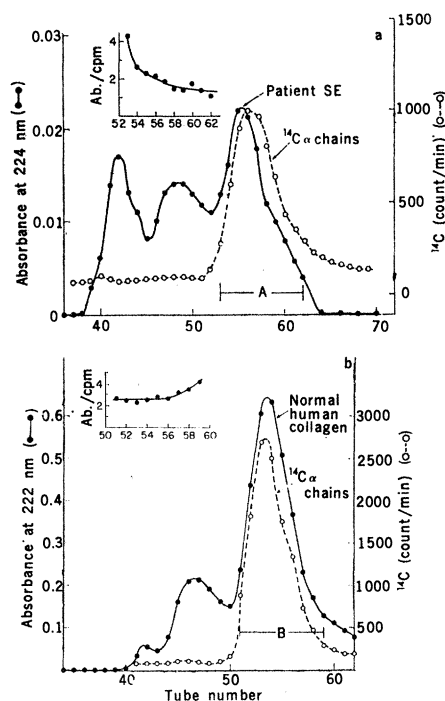 a
0.03
0.02
0.01
0
Absorbance at 224 nm (●—●)
4
2
Ab./cpm
52 54 56 58 60 62
Patient SE
14C α chains
A
1500
1000
500
0
14C (count/min) (o--o)
40 50 60 70
b
0.6
0.5
0.4
0.3
0.2
0.1
Absorbance at 222 nm (●—●)
4
2
Ab./cpm
50 52 54 56 58 60
Normal
human
collagen
14Cα
chains
B
3000
2500
2000
1500
1000
500
14C (count/min) (o--o)
40 50 60
Tube number